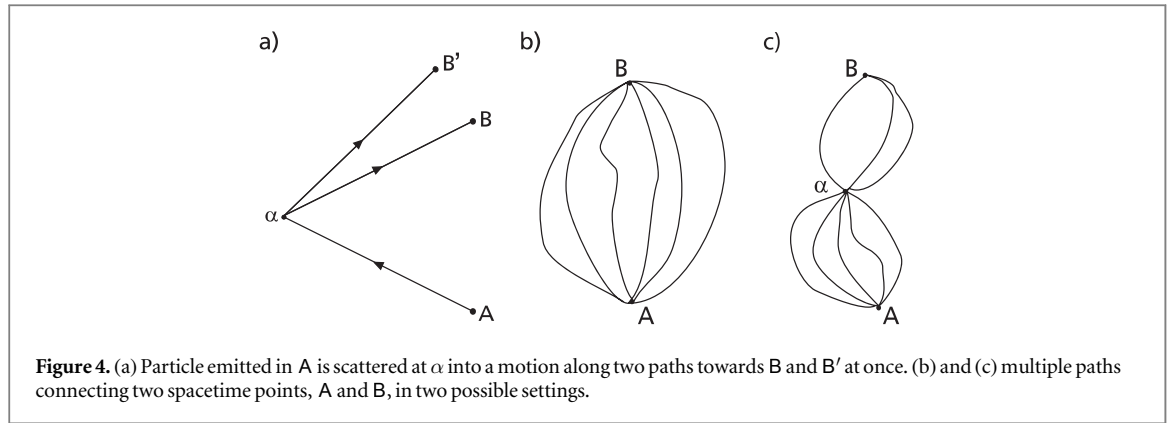 a)
B'
B
α
A
b)
B
A
c)
B
α
A
Figure 4. (a) Particle emitted in A is scattered at α into a motion along two paths towards B and B′ at once. (b) and (c) multiple paths
connecting two spacetime points, A and B, in two possible settings.